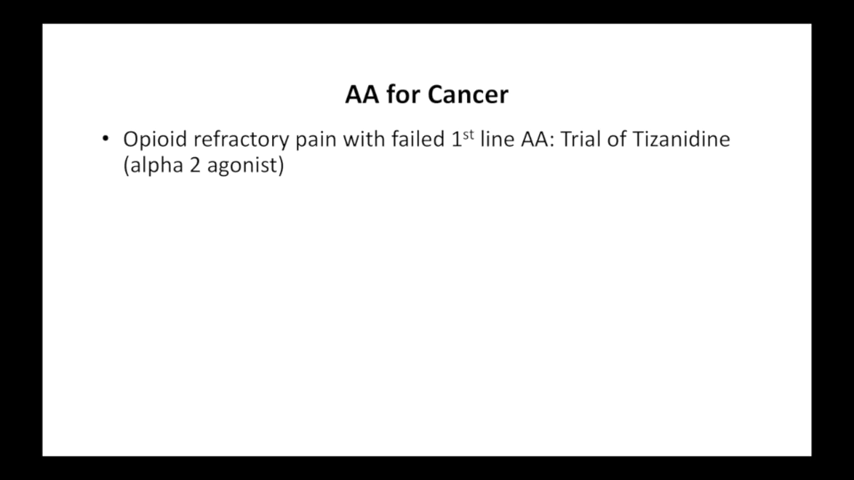 AA for Cancer
• Opioid refractory pain with failed 1st line AA: Trial of Tizanidine
(alpha 2 agonist)